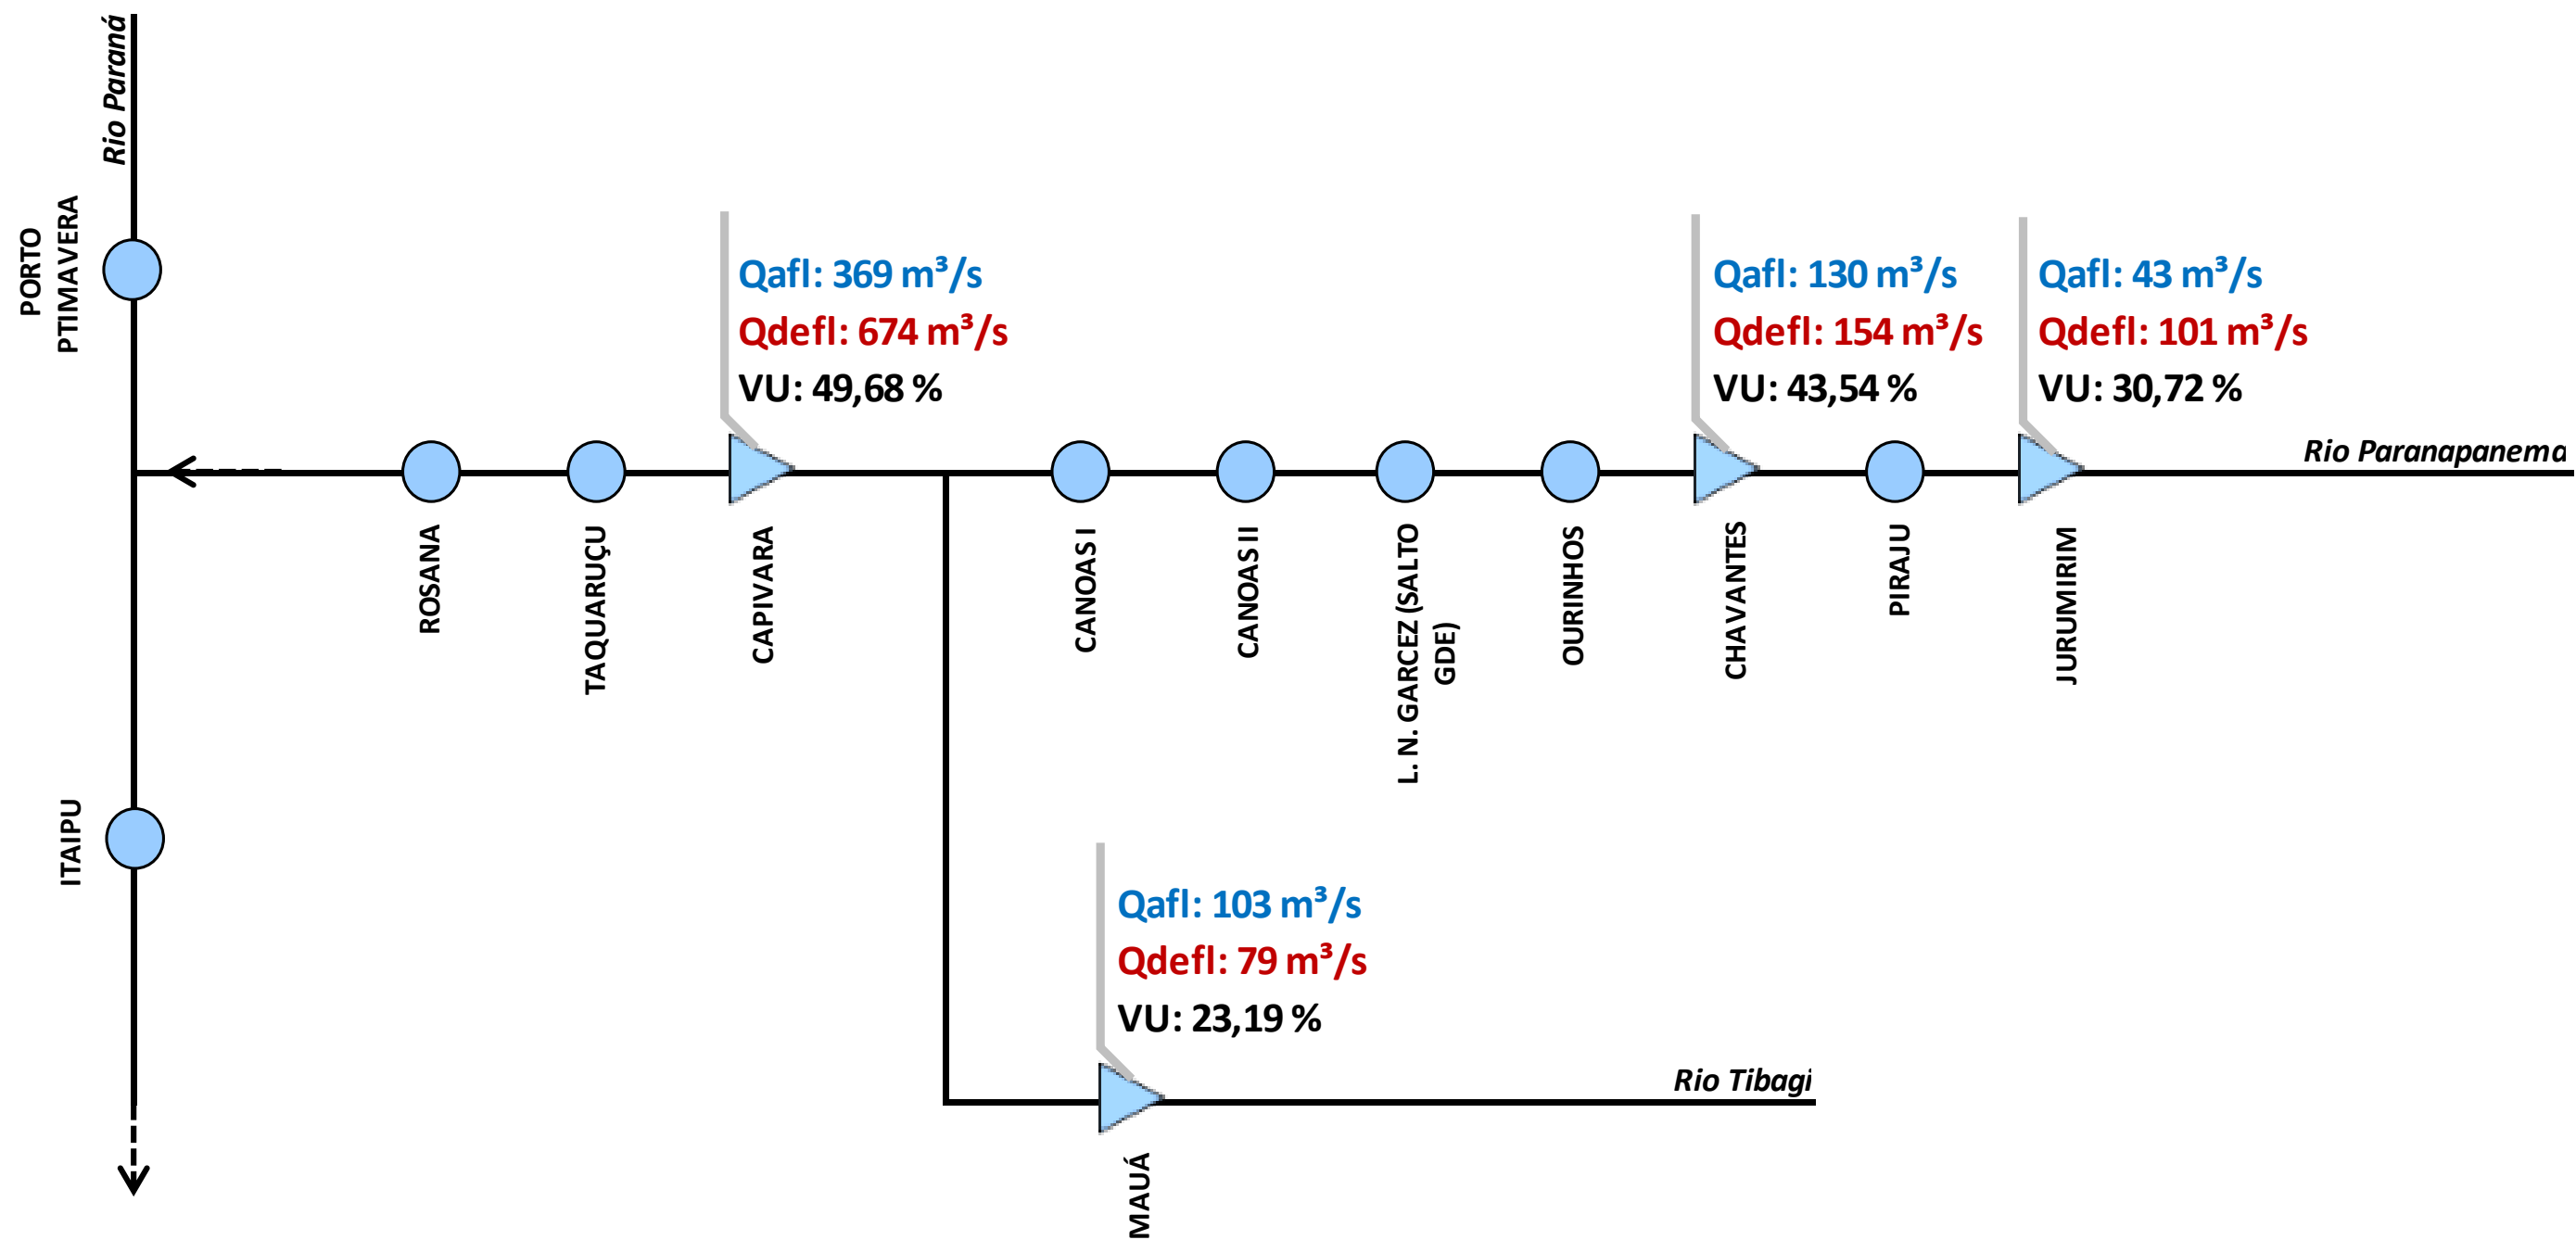 Rio Paraná
PORTO
PTIMAVERA
Qafl: 369 m³/s
Qdefl: 674 m³/s
VU: 49,68 %
Qafl: 130 m³/s
Qdefl: 154 m³/s
VU: 43,54 %
Qafl: 43 m³/s
Qdefl: 101 m³/s
VU: 30,72 %
Rio Paranapanema
ROSANA
TAQUARUÇU
CAPIVARA
CANOAS I
CANOAS II
L. N. GARCEZ (SALTO
GDE)
OURINHOS
CHAVANTES
PIRAJU
JURUMIRIM
ITAIPU
Qafl: 103 m³/s
Qdefl: 79 m³/s
VU: 23,19 %
Rio Tibagi
MAUÁ